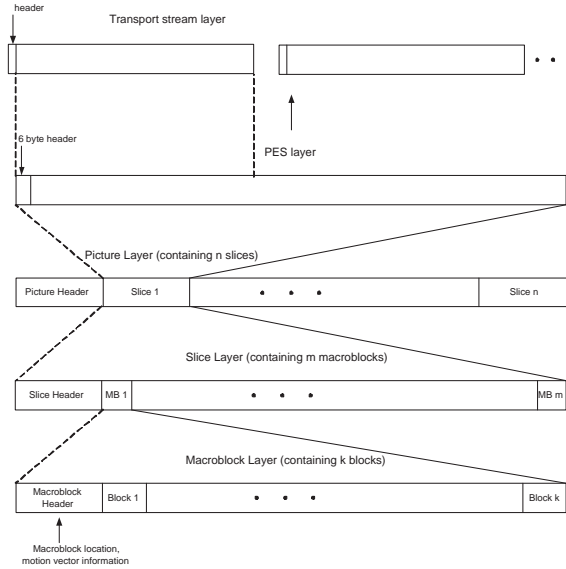 header
Transport stream layer
6 byte header
PES layer
Picture Layer (containing n slices)
Picture Header
Slice 1
Slice n
Slice Layer (containing m macroblocks)
Slice Header
MB 1
MB m
Macroblock Layer (containing k blocks)
Macroblock
Header
Block 1
Block k
Macroblock location,
motion vector information